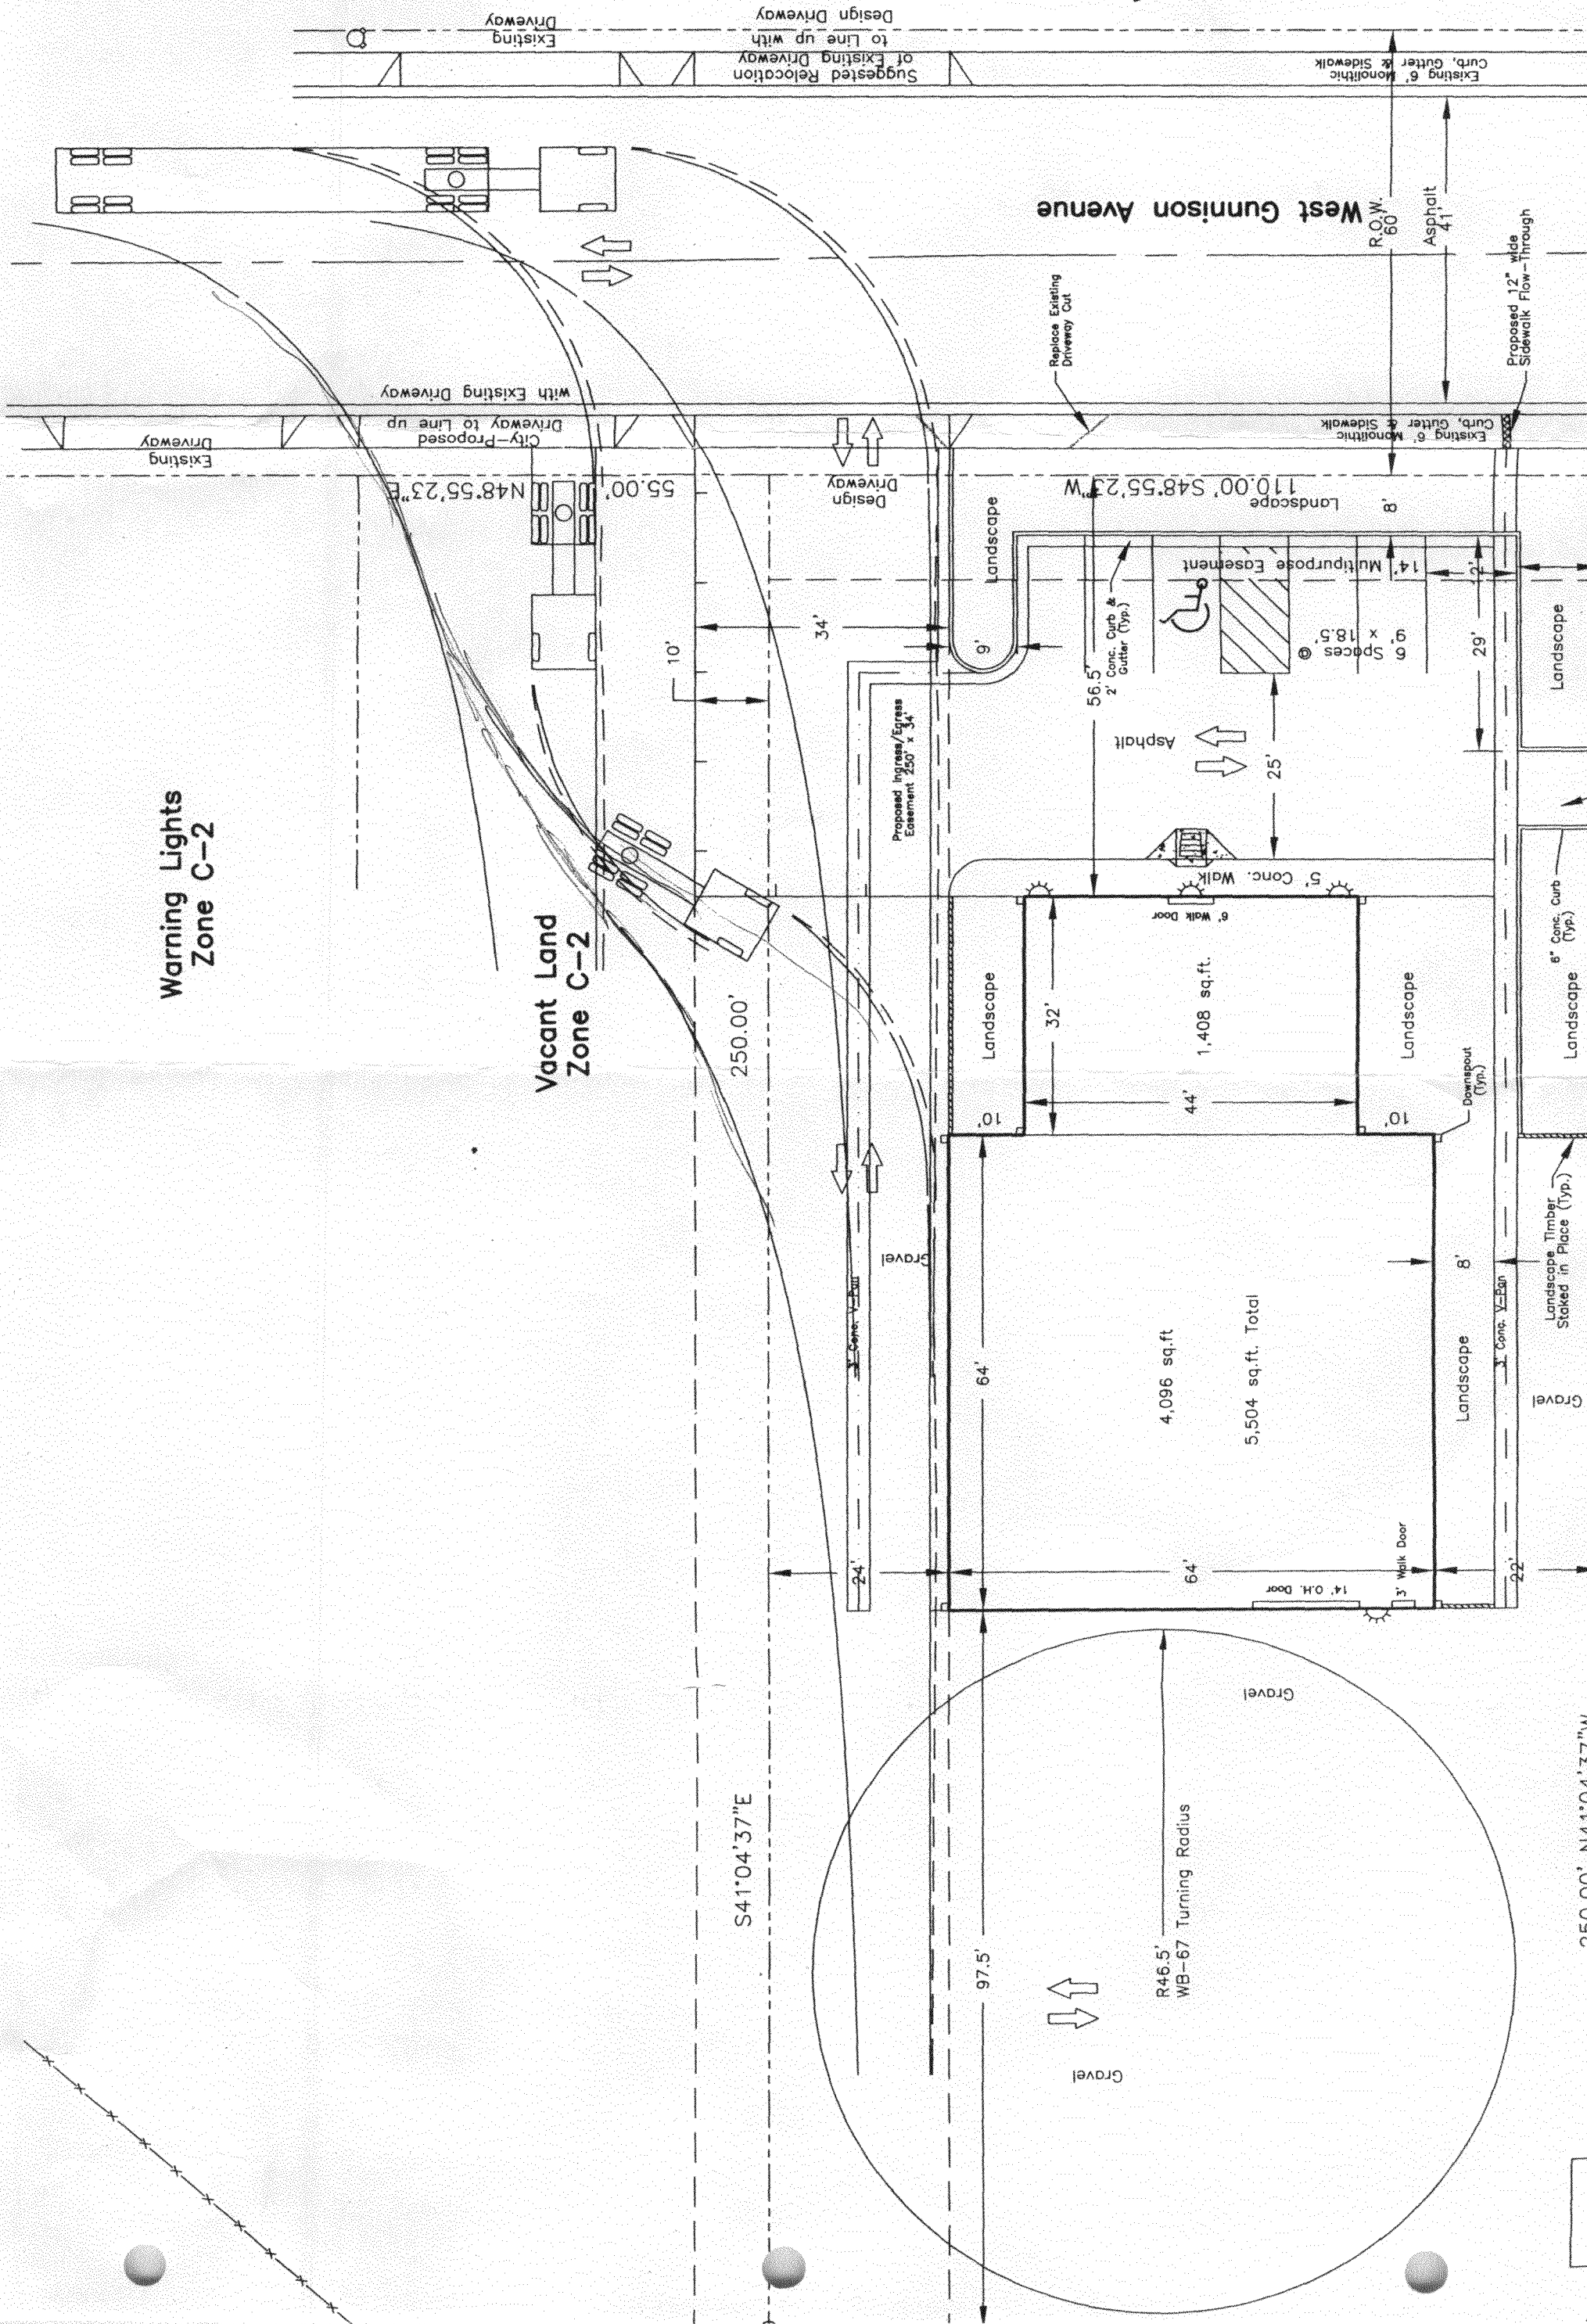 Existing
Driveway
Suggested Relocation
of Existing Driveway
to Line up with
Design Driveway
Existing 6' Monolithic
Curb, Gutter & Sidewalk
West Gunnison Avenue
R.O.W.
60'
Asphalt
41'
Replace Existing
Driveway Cut
Proposed 12" wide
Sidewalk Flow-Through
Existing
Driveway
City-Proposed
Driveway to Line up
with Existing Driveway
Existing 6' Monolithic
Curb, Gutter & Sidewalk
N48°55'23"E
55.00'
Design
Driveway
110.00' S48°55'23"W
Landscape
8'
Landscape
14' Multipurpose Easement
12'
10'
34'
9'
56.5'
2' Conc. Curb &
Gutter (Typ.)
6 Spaces @
9' x 18.5'
29'
Landscape
Proposed Ingress/Egress
Easement 250' x 34'
Asphalt
25'
Warning Lights
Zone C-2
Vacant Land
Zone C-2
5' Conc. Walk
6' Walk Door
6" Conc. Curb
(Typ.)
250.00'
Landscape
32'
1,408 sq.ft.
Landscape
Landscape
44'
10'
10'
Downspout
(Typ.)
Gravel
3' Conc. V-Pan
64'
4,096 sq.ft
5,504 sq.ft. Total
8'
Landscape
3' Conc. V-Pan
Landscape Timber
Staked in Place (Typ.)
Gravel
24'
64'
14' O.H. Door
3' Walk Door
22'
Gravel
S41°04'37"E
97.5'
R46.5'
WB-67 Turning Radius
Gravel
250.00' N41°04'37"W